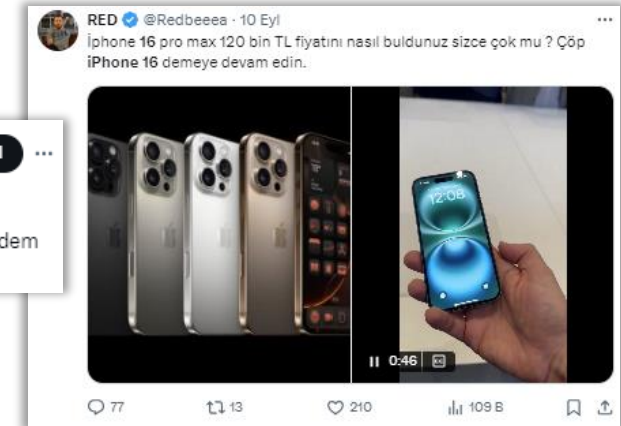 RED @Redbeeea · 10 Eyl
İphone 16 pro max 120 bin TL fiyatını nasıl buldunuz sizce çok mu ? Çöp
iPhone 16 demeye devam edin.
dem
12:08
0:46
77 13 210 109 B